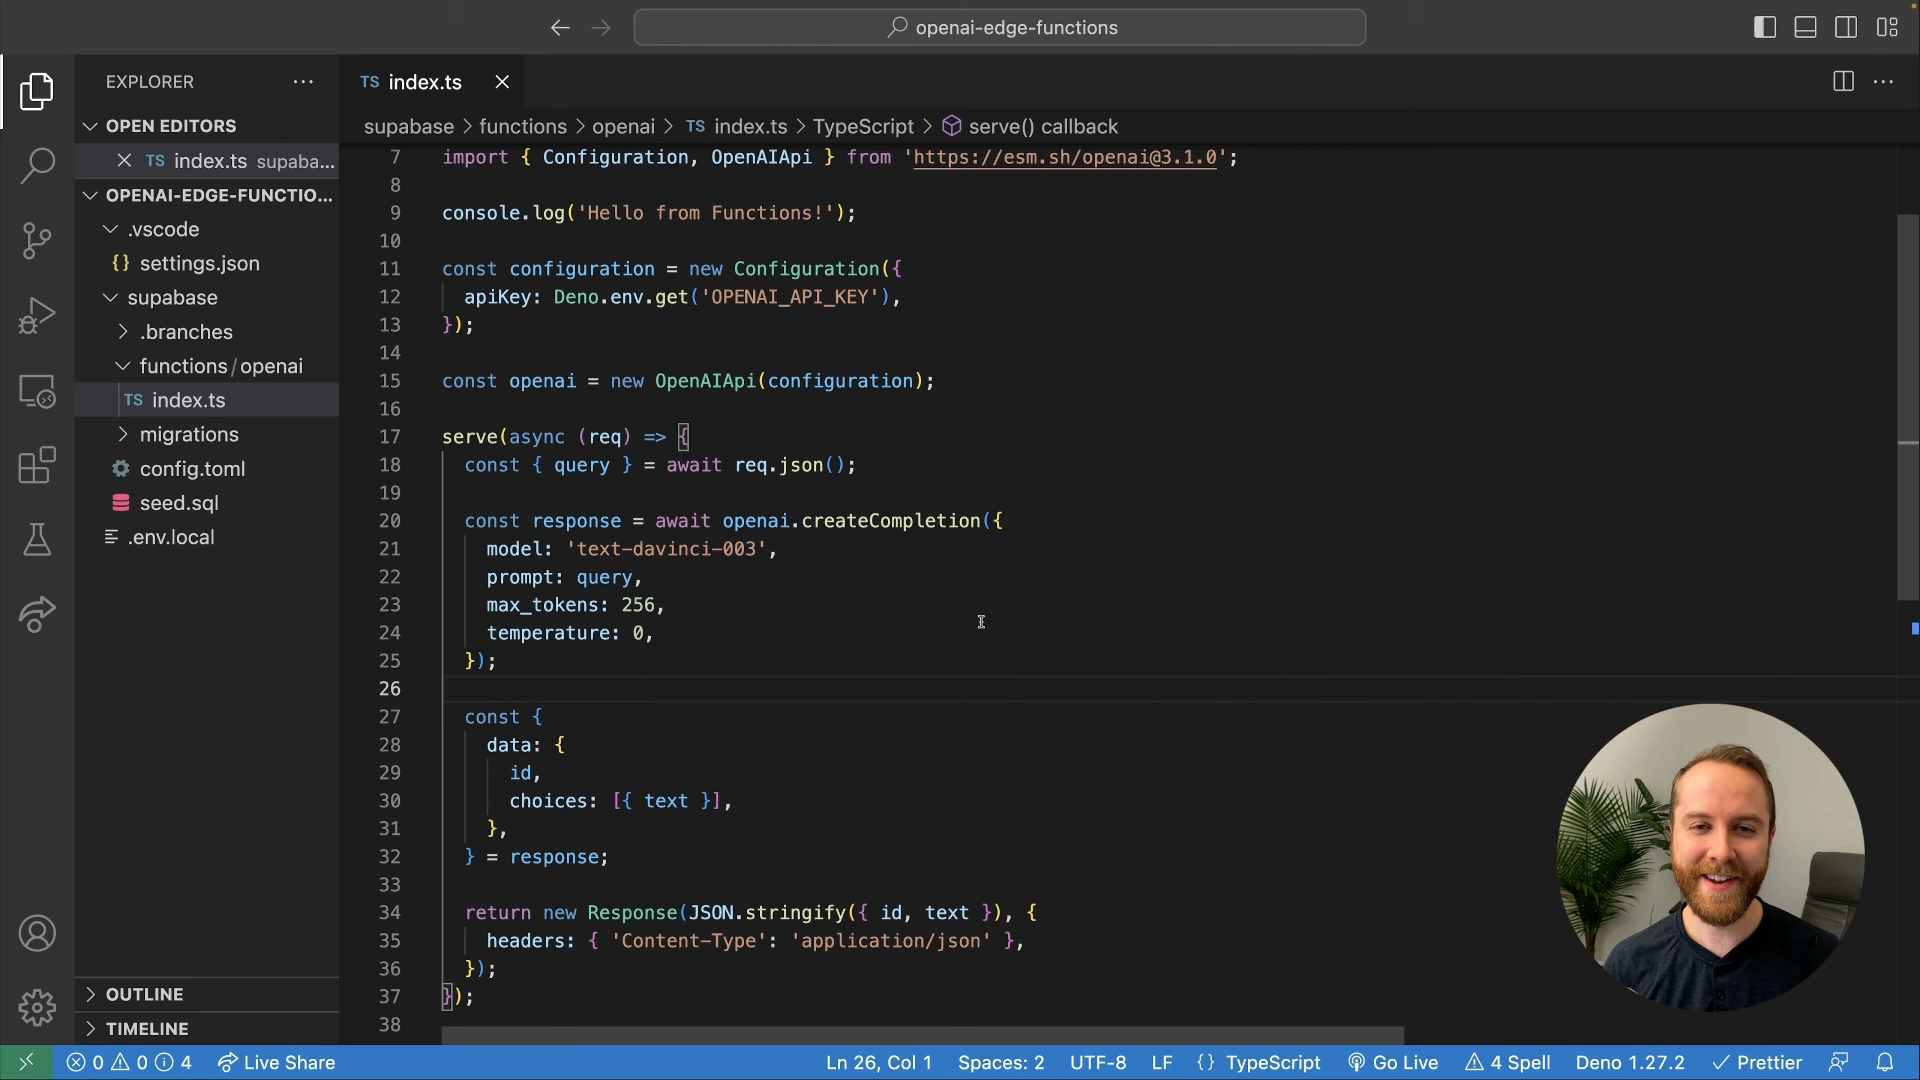 openai-edge-functions
EXPLORER
TS index.ts
OPEN EDITORS
supabase > functions > openai > TS index.ts > TypeScript > serve() callback
TS index.ts supaba...
OPENAI-EDGE-FUNCTIO...
.vscode
{} settings.json
supabase
.branches
functions/openai
TS index.ts
migrations
config.toml
seed.sql
.env.local
OUTLINE
TIMELINE
7 import { Configuration, OpenAIApi } from 'https://esm.sh/openai@3.1.0';
8
9 console.log('Hello from Functions!');
10
11 const configuration = new Configuration({
12 apiKey: Deno.env.get('OPENAI_API_KEY'),
13 });
14
15 const openai = new OpenAIApi(configuration);
16
17 serve(async (req) => {
18 const { query } = await req.json();
19
20 const response = await openai.createCompletion({
21 model: 'text-davinci-003',
22 prompt: query,
23 max_tokens: 256,
24 temperature: 0,
25 });
26
27 const {
28 data: {
29 id,
30 choices: [{ text }],
31 },
32 } = response;
33
34 return new Response(JSON.stringify({ id, text }), {
35 headers: { 'Content-Type': 'application/json' },
36 });
37 });
38
0 0 4 Live Share Ln 26, Col 1 Spaces: 2 UTF-8 LF {} TypeScript Go Live 4 Spell Deno 1.27.2 Prettier